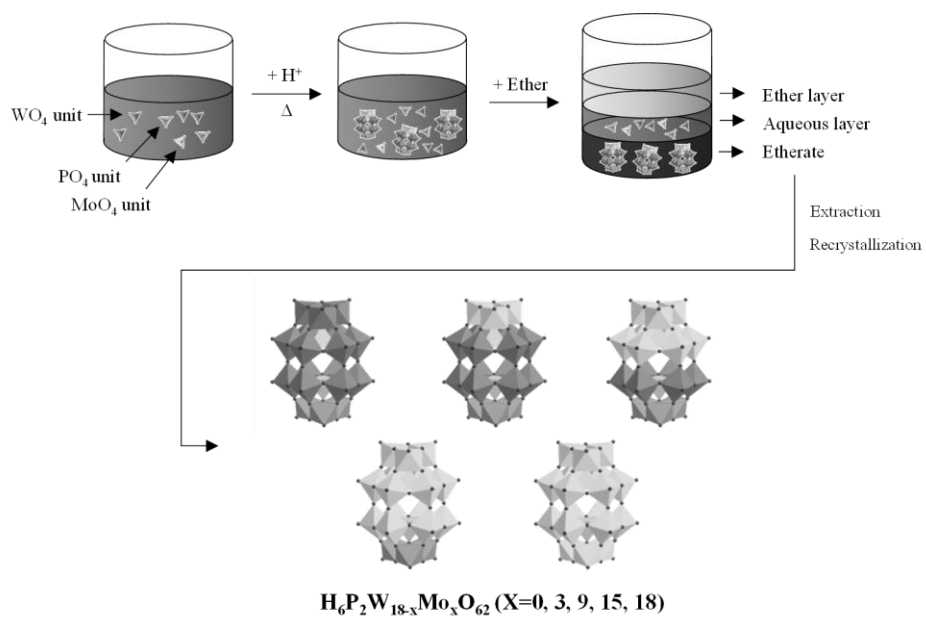 + H⁺
Δ
+ Ether
WO₄ unit
PO₄ unit
MoO₄ unit
Ether layer
Aqueous layer
Etherate
Extraction
Recrystallization
H₆P₂W₁₈₋ₓMoₓO₆₂ (X=0, 3, 9, 15, 18)